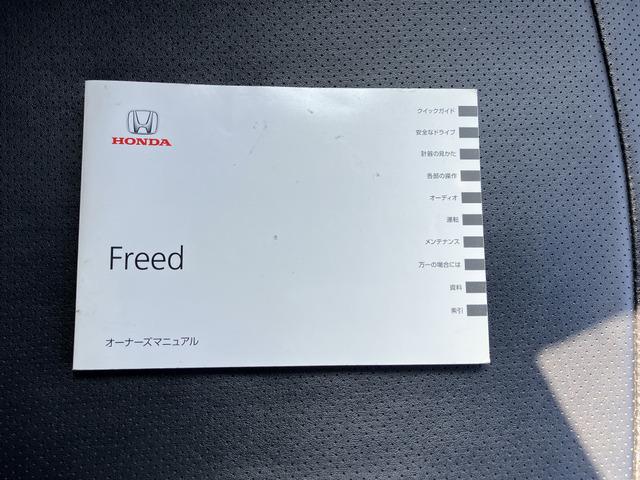 HONDA
Freed
オーナーズマニュアル
クイックガイド
安全なドライブ
計器の見かた
各部の操作
オーディオ
運転
メンテナンス
万一の場合には
資料
索引